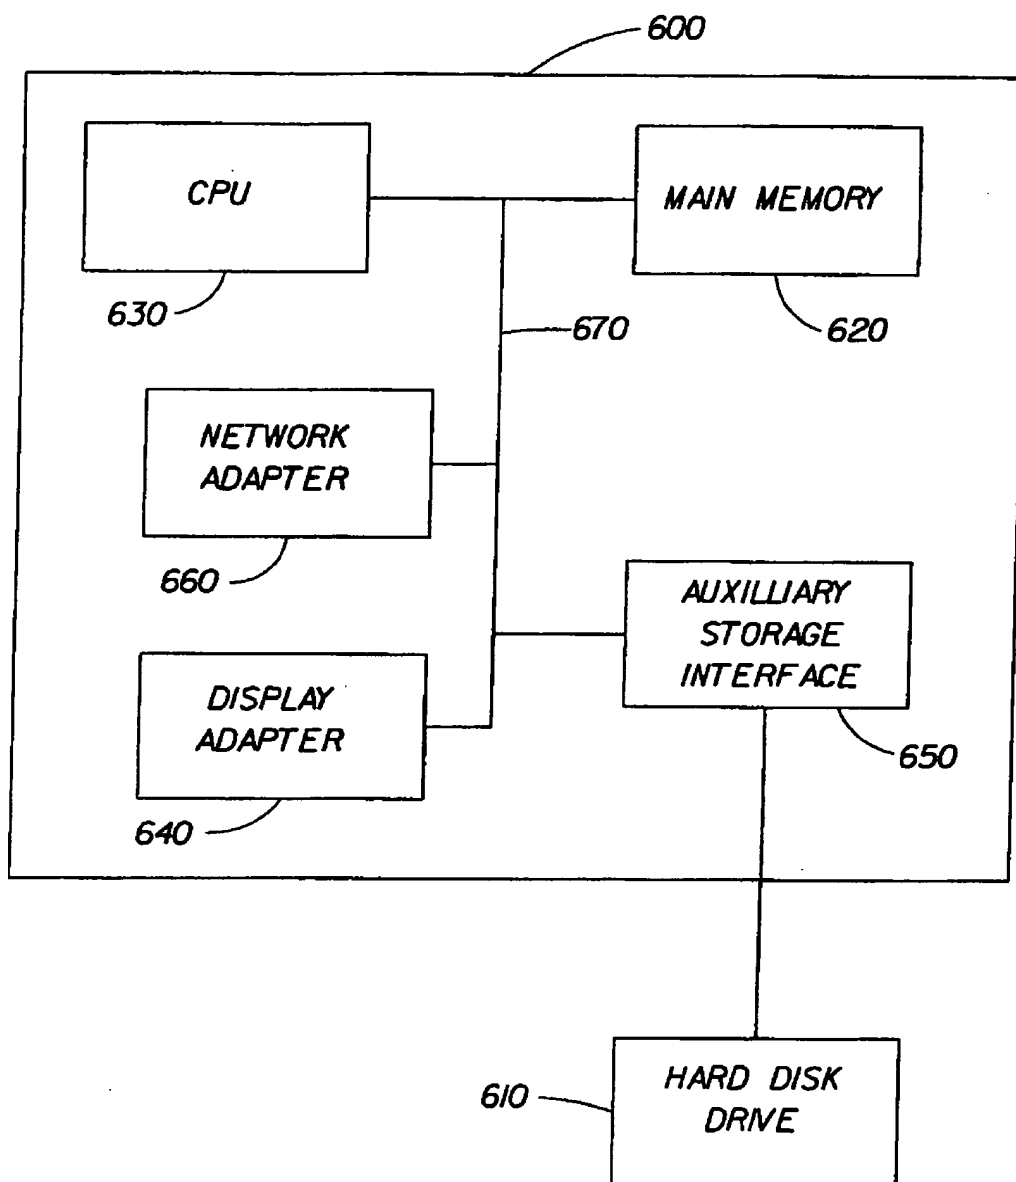 600
CPU
MAIN MEMORY
630
670
620
NETWORK
ADAPTER
660
AUXILLIARY
STORAGE
INTERFACE
DISPLAY
ADAPTER
650
640
HARD DISK
DRIVE
610